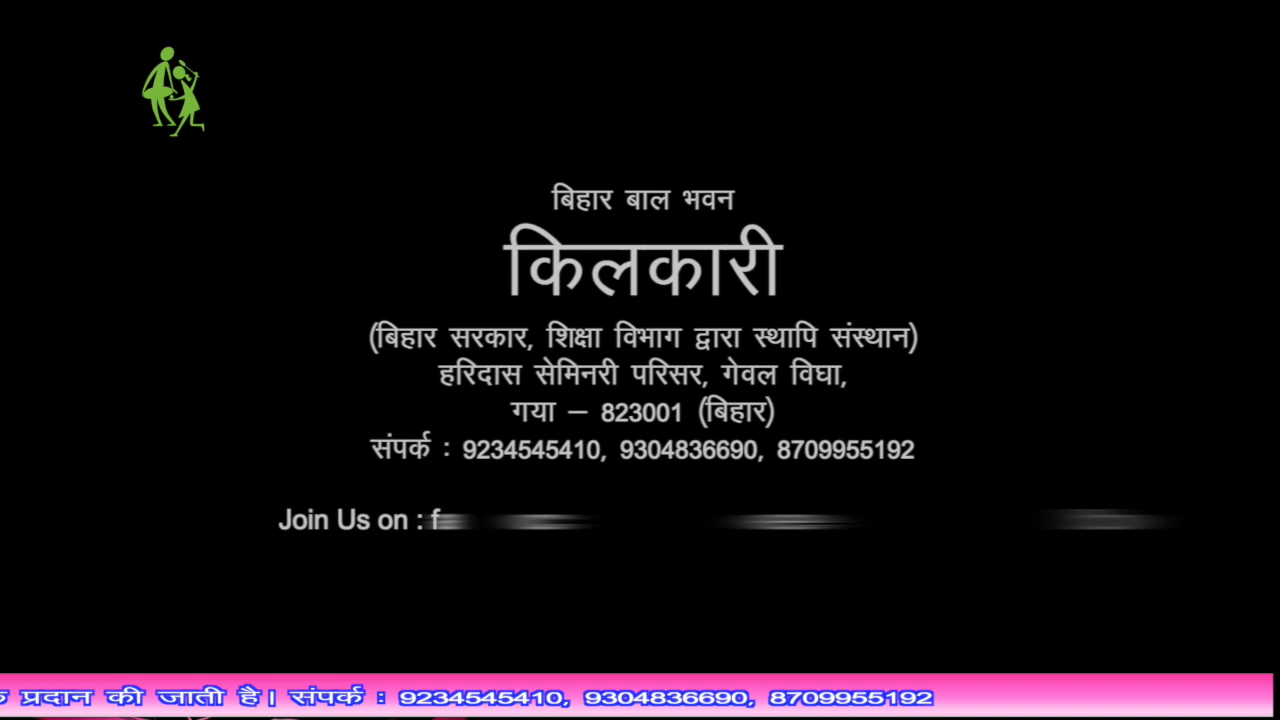 बिहार बाल भवन
किलकारी
(बिहार सरकार, शिक्षा विभाग द्वारा स्थापि संस्थान)
हरिदास सेमिनरी परिसर, गेवल विघा,
गया – 823001 (बिहार)
संपर्क : 9234545410, 9304836690, 8709955192
Join Us on : f
प्रदान की जाती है। संपर्क : 9234545410, 9304836690, 8709955192